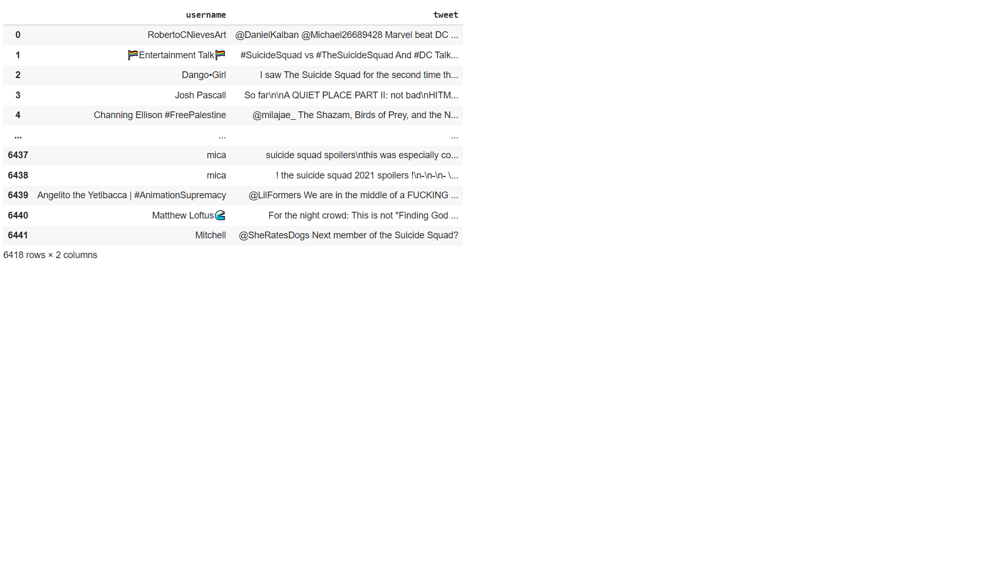 username tweet
0 RobertoCNievesArt @DanielKalban @Michael26689428 Marvel beat DC ...
1 🏳️‍🌈Entertainment Talk🏳️‍🌈 #SuicideSquad vs #TheSuicideSquad And #DC Talk...
2 Dango•Girl I saw The Suicide Squad for the second time th...
3 Josh Pascall So far\n\nA QUIET PLACE PART II: not bad\nHITM...
4 Channing Ellison #FreePalestine @milajae_ The Shazam, Birds of Prey, and the N...
... ... ...
6437 mica suicide squad spoilers\nthis was especially co...
6438 mica ! the suicide squad 2021 spoilers !\n-\n-\n- \...
6439 Angelito the Yetibacca | #AnimationSupremacy @LilFormers We are in the middle of a FUCKING ...
6440 Matthew Loftus🌊 For the night crowd: This is not "Finding God ...
6441 Mitchell @SheRatesDogs Next member of the Suicide Squad?
6418 rows × 2 columns